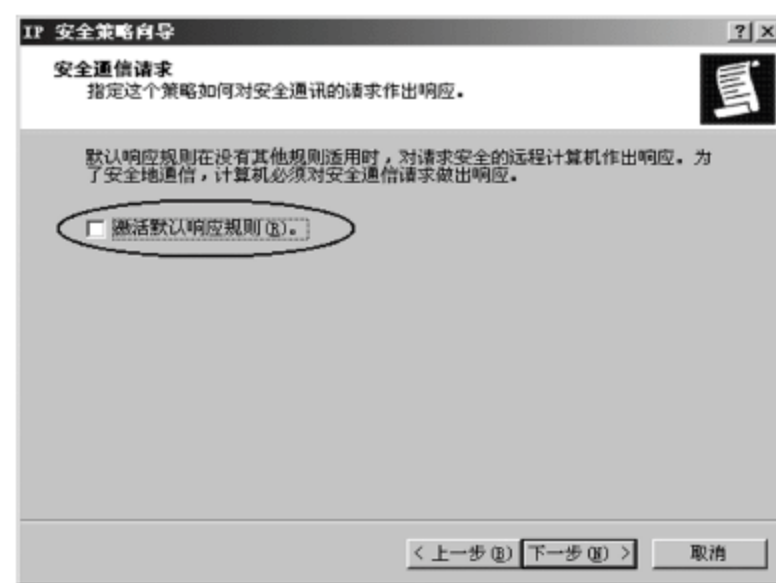 IP 安全策略向导
安全通信请求
指定这个策略如何对安全通讯的请求作出响应。
默认响应规则在没有其他规则适用时，对请求安全的远程计算机作出响应。为
了安全地通信，计算机必须对安全通信请求做出响应。
激活默认响应规则(R)。
< 上一步(B) 下一步(N) > 取消